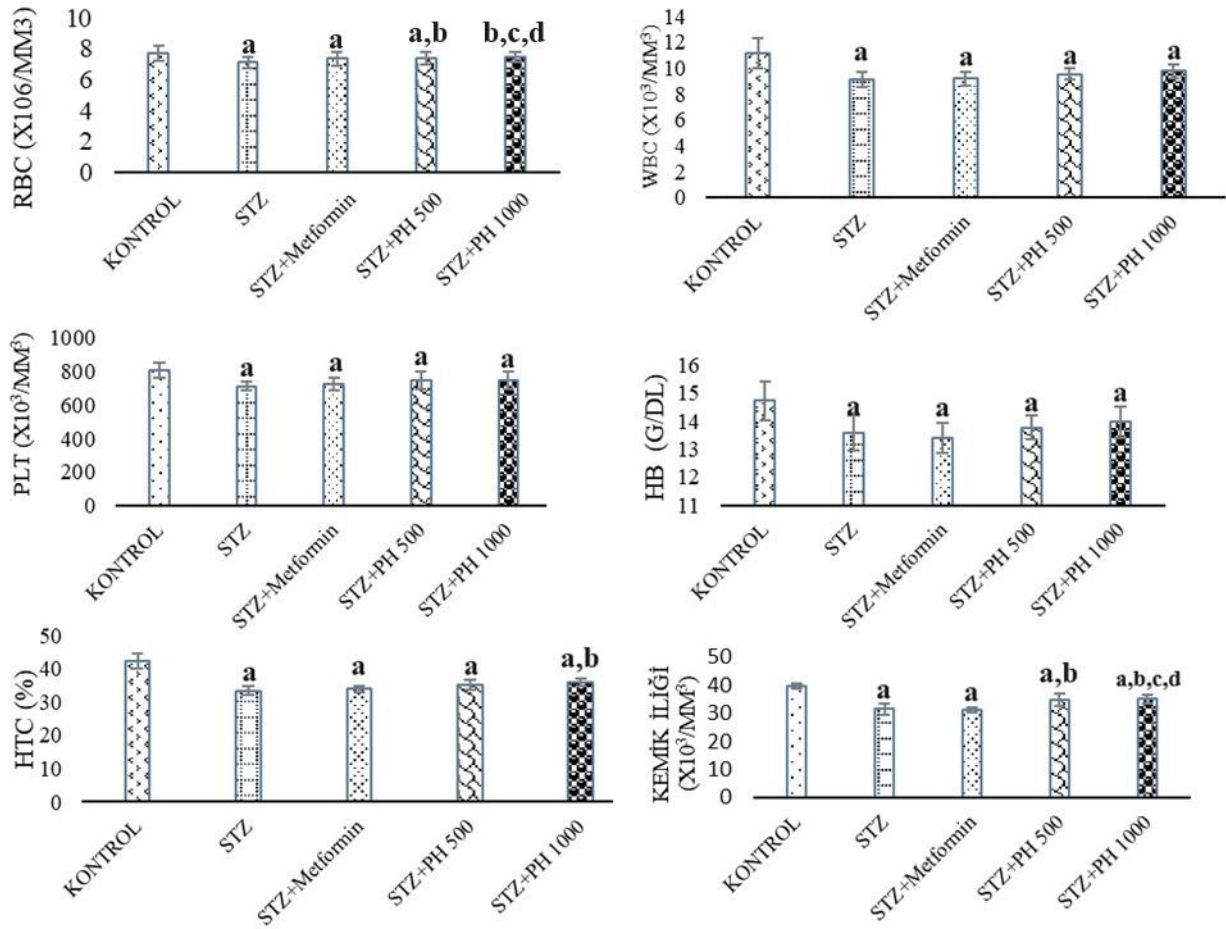 RBC (X106/MM3)
10
8
6
4
2
0
a
a
a,b
b,c,d
KONTROL
STZ
STZ+Metformin
STZ+PH 500
STZ+PH 1000
WBC (X10³/MM³)
14
12
10
8
6
4
2
0
a
a
a
a
KONTROL
STZ
STZ+Metformin
STZ+PH 500
STZ+PH 1000
PLT (X10³/MM³)
1000
800
600
400
200
0
a
a
a
a
KONTROL
STZ
STZ+Metformin
STZ+PH 500
STZ+PH 1000
HB (G/DL)
16
15
14
13
12
11
a
a
a
a
KONTROL
STZ
STZ+Metformin
STZ+PH 500
STZ+PH 1000
HTC (%)
50
40
30
20
10
0
a
a
a
a,b
KONTROL
STZ
STZ+Metformin
STZ+PH 500
STZ+PH 1000
KEMİK İLİĞİ
(X10³/MM³)
50
40
30
20
10
0
a
a
a,b
a,b,c,d
KONTROL
STZ
STZ+Metformin
STZ+PH 500
STZ+PH 1000